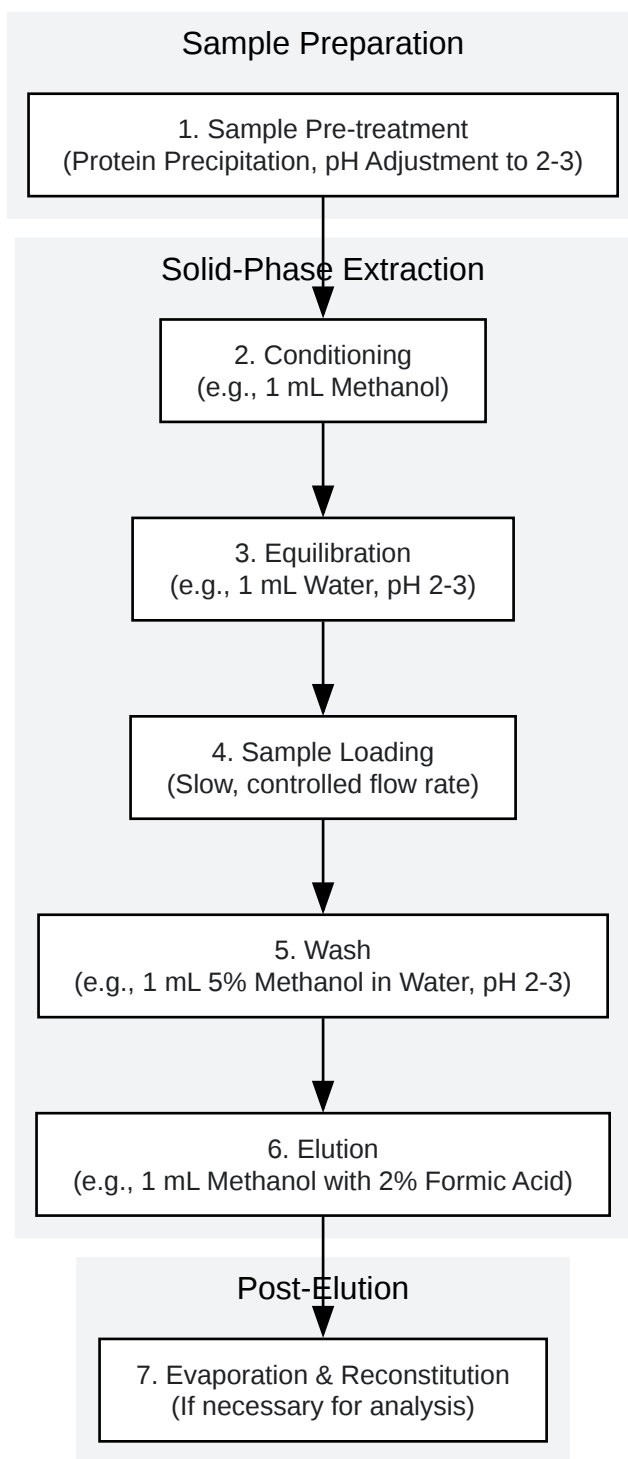 Sample Preparation
1. Sample Pre-treatment
(Protein Precipitation, pH Adjustment to 2-3)
Solid-Phase Extraction
2. Conditioning
(e.g., 1 mL Methanol)
3. Equilibration
(e.g., 1 mL Water, pH 2-3)
4. Sample Loading
(Slow, controlled flow rate)
5. Wash
(e.g., 1 mL 5% Methanol in Water, pH 2-3)
6. Elution
(e.g., 1 mL Methanol with 2% Formic Acid)
Post-Elution
7. Evaporation & Reconstitution
(If necessary for analysis)